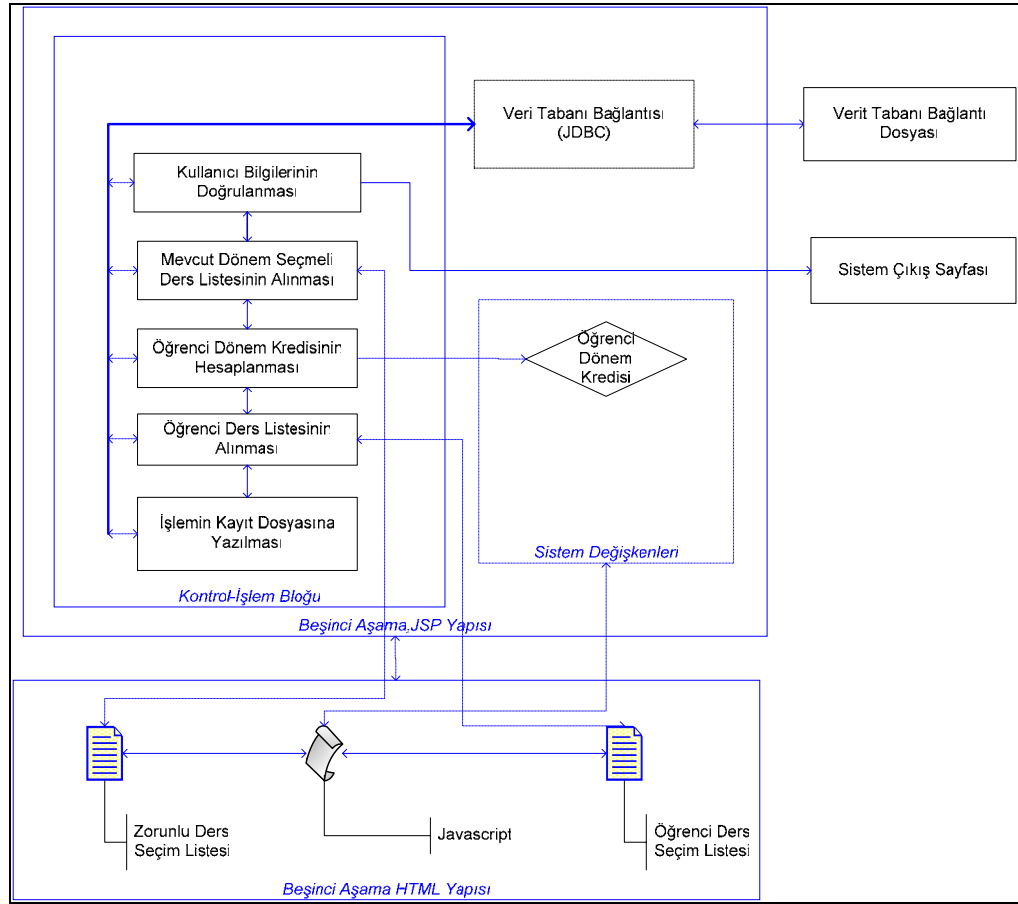 Veri Tabanı Bağlantısı
(JDBC)
Verit Tabanı Bağlantı
Dosyası
Kullanıcı Bilgilerinin
Doğrulanması
Mevcut Dönem Seçmeli
Ders Listesinin Alınması
Sistem Çıkış Sayfası
Öğrenci Dönem Kredisinin
Hesaplanması
Öğrenci
Dönem
Kredisi
Öğrenci Ders Listesinin
Alınması
İşlemin Kayıt Dosyasına
Yazılması
Sistem Değişkenleri
Kontrol-İşlem Bloğu
Beşinci Aşama JSP Yapısı
Zorunlu Ders
Seçim Listesi
Javascript
Öğrenci Ders
Seçim Listesi
Beşinci Aşama HTML Yapısı